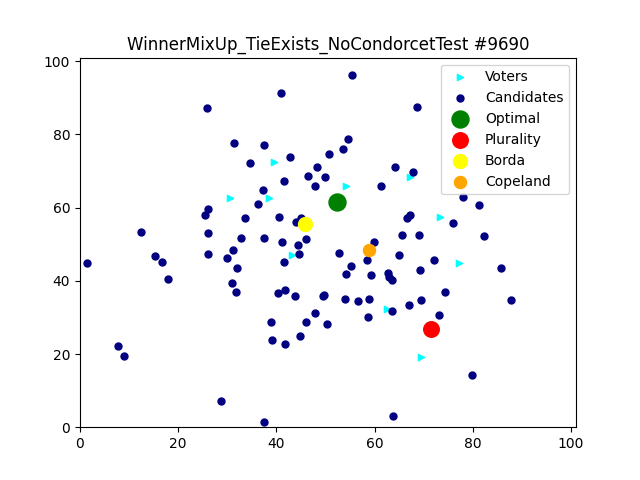 WinnerMixUp_TieExists_NoCondorcetTest #9690
100
80
60
40
20
0
0 20 40 60 80 100
Voters
Candidates
Optimal
Plurality
Borda
Copeland